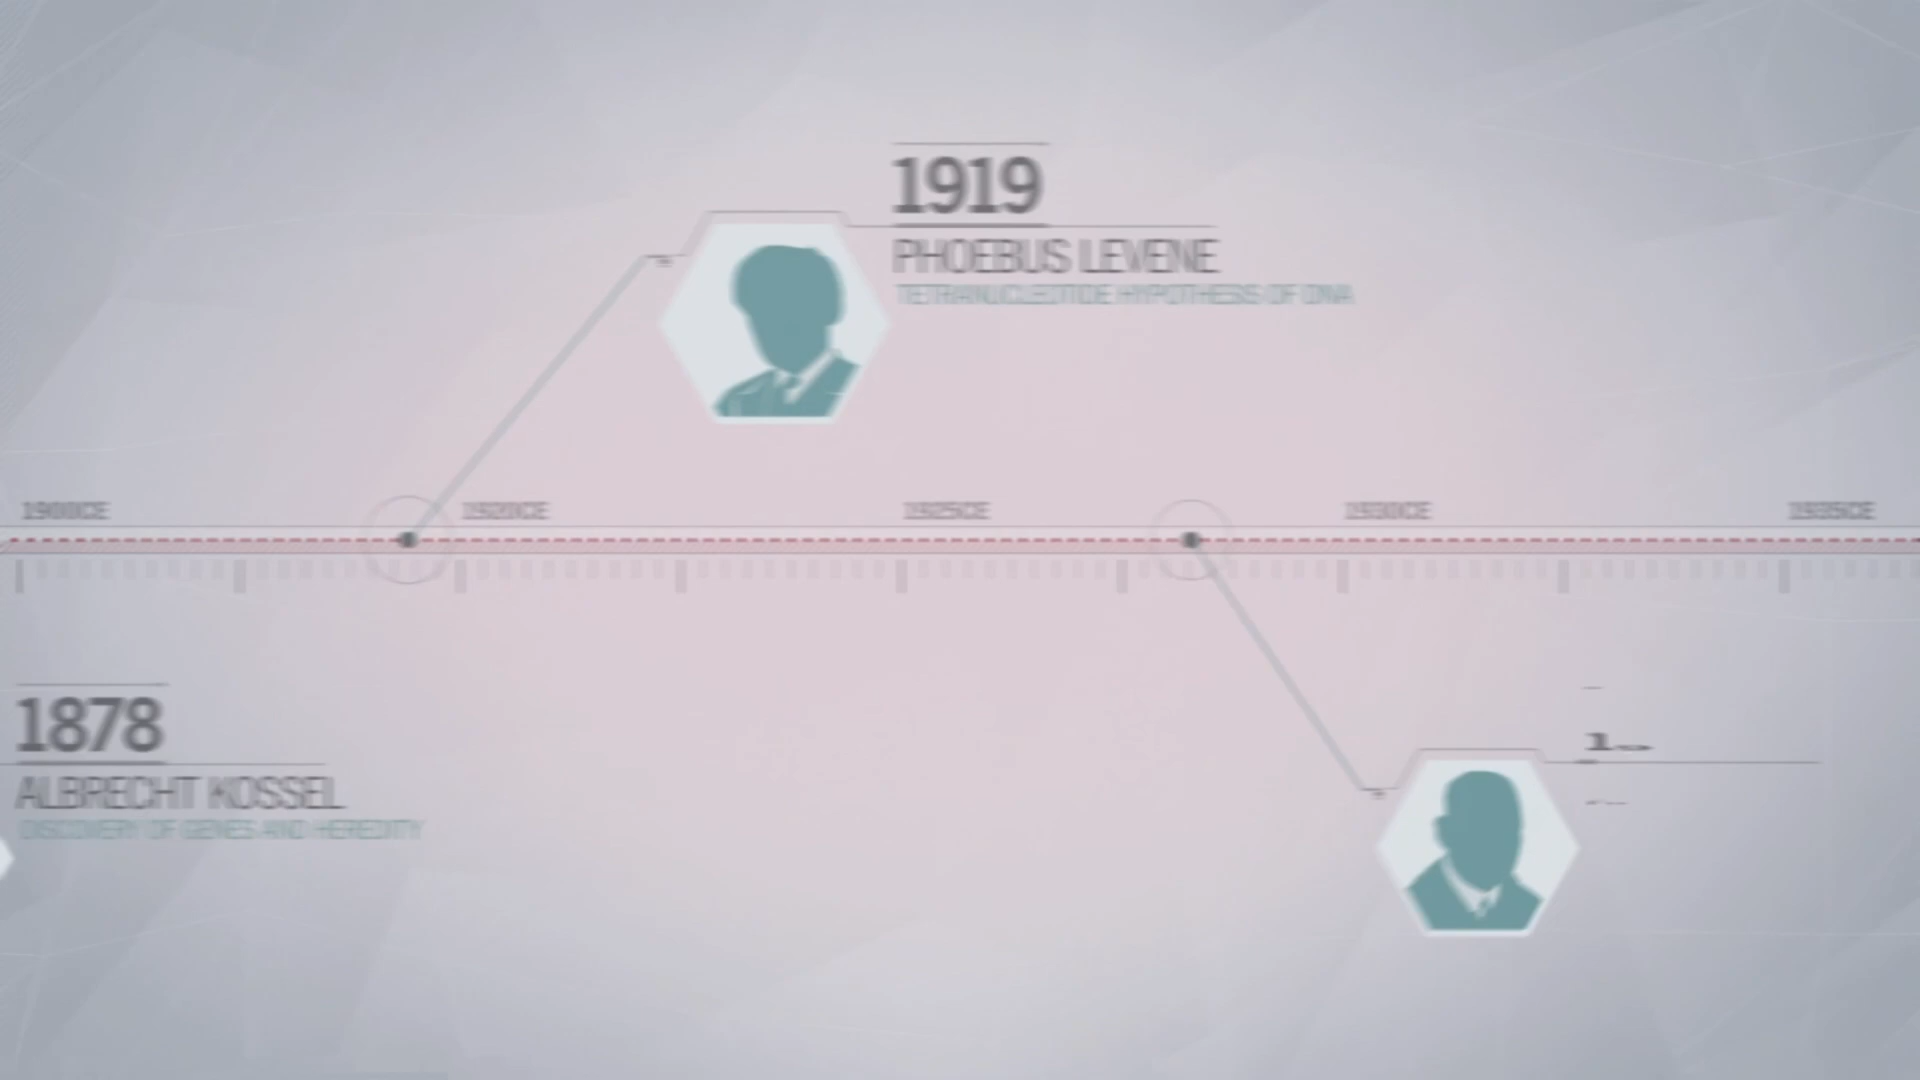 1919
PHOEBUS LEVENE
TETRANUCLEOTIDE HYPOTHESIS OF DNA
1900CE
1920CE
1925CE
1930CE
1935CE
1878
ALBRECHT KOSSEL
DISCOVERY OF GENES AND HEREDITY